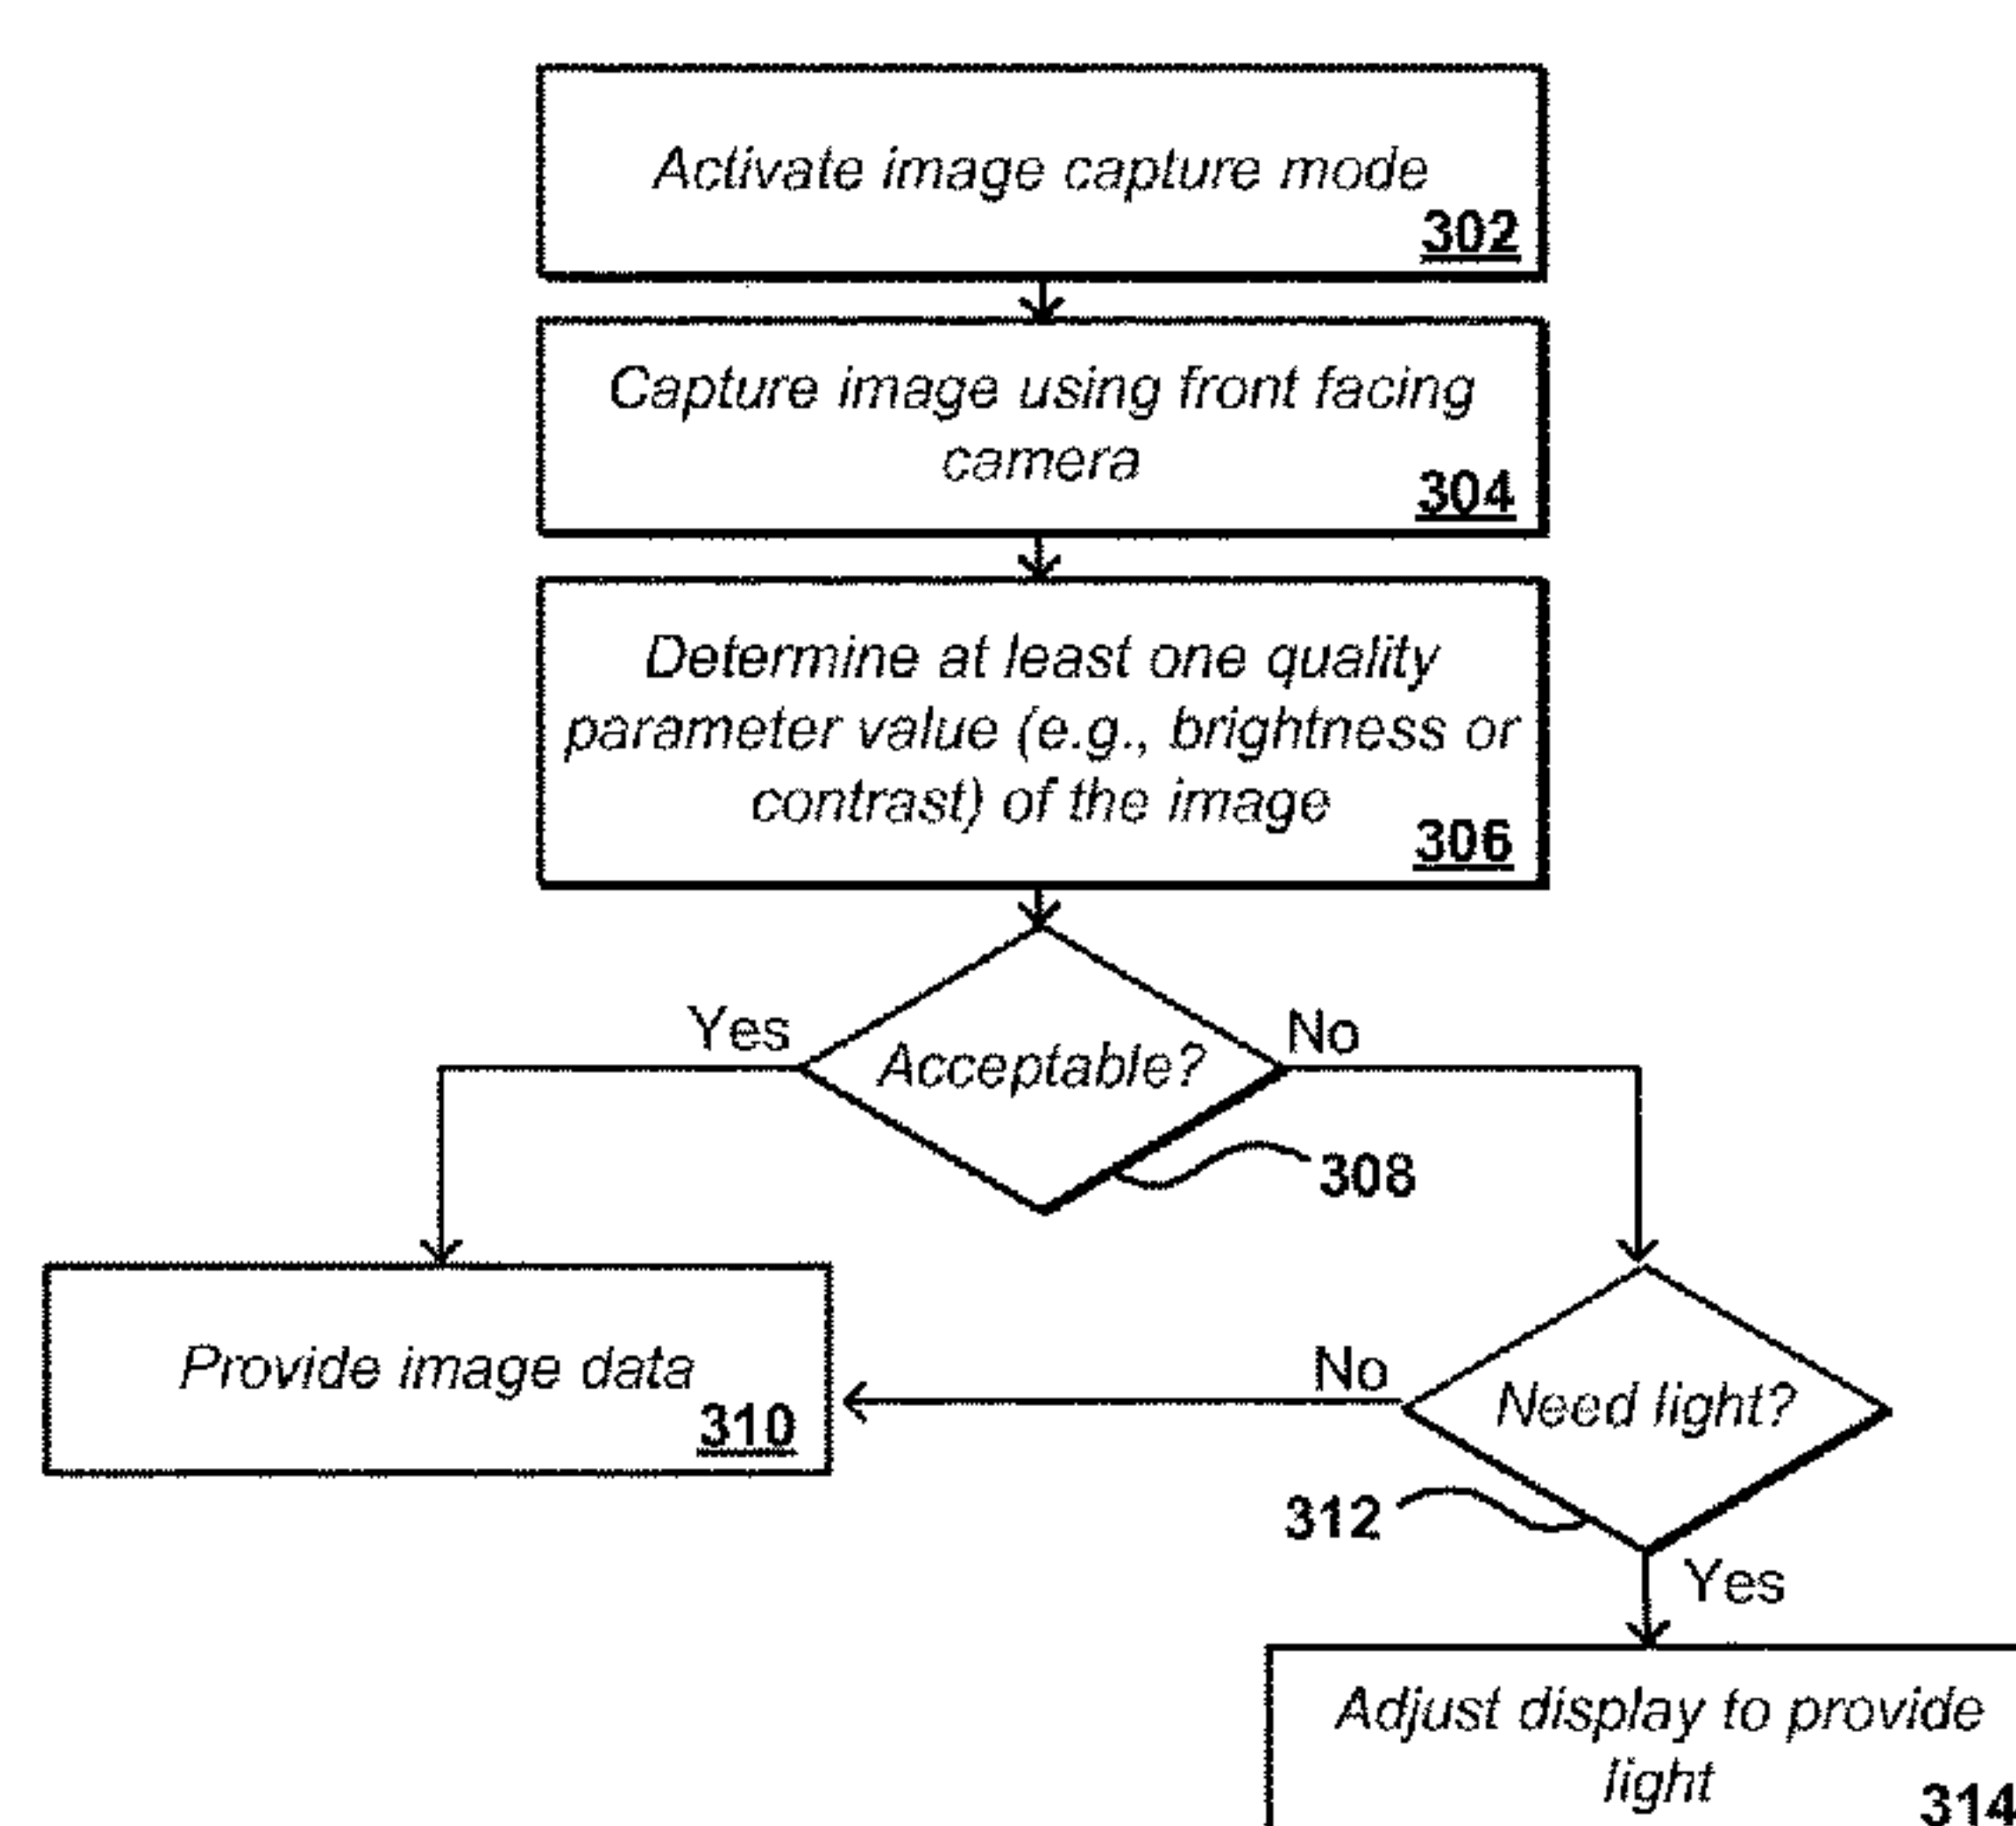 Activate image capture mode
302
Capture image using front facing
camera
304
Determine at least one quality
parameter value (e.g., brightness or
contrast) of the image
306
Yes
Acceptable?
No
308
Provide image data
310
No
Need light?
312
Yes
Adjust display to provide
light
314